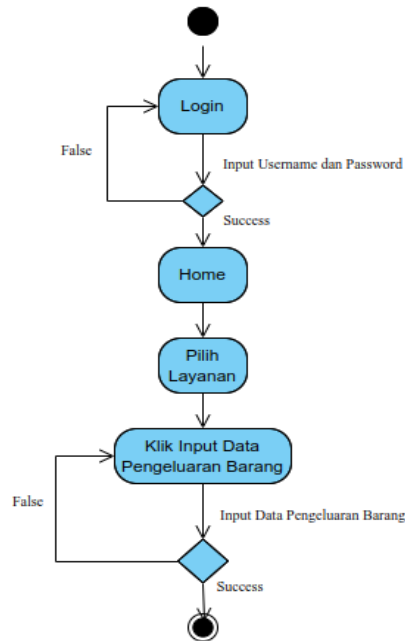 Login
False
Input Username dan Password
Success
Home
Pilih
Layanan
Klik Input Data
Pengeluaran Barang
False
Input Data Pengeluaran Barang
Success